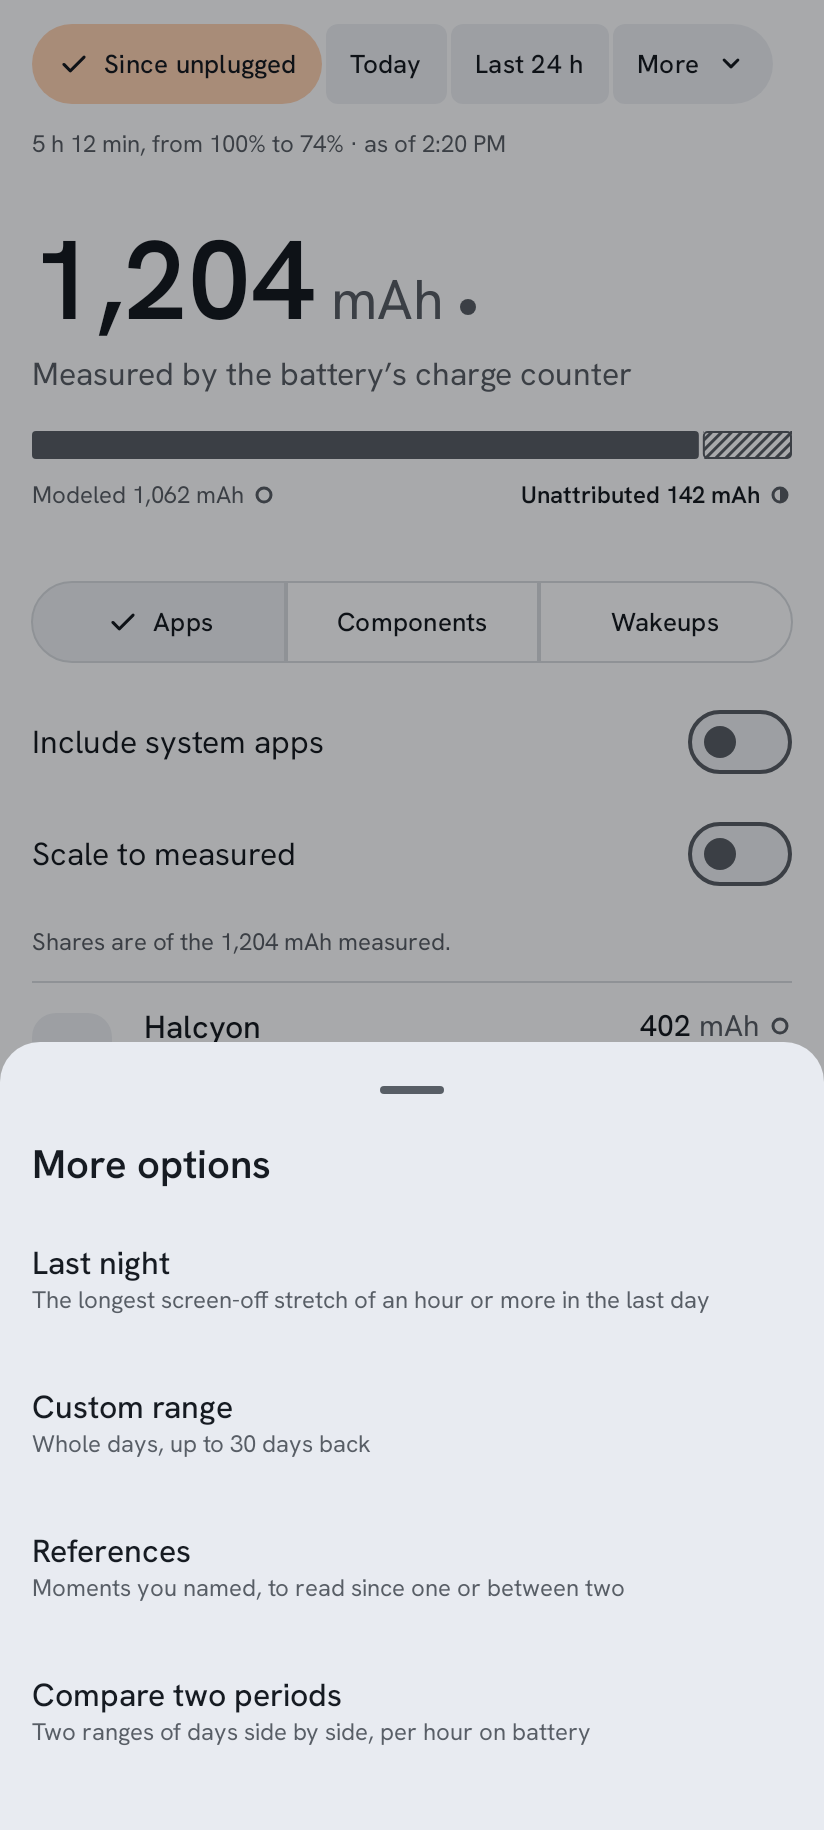 Since unplugged
Today
Last 24 h
More
5 h 12 min, from 100% to 74% · as of 2:20 PM
1,204 mAh
Measured by the battery’s charge counter
Modeled 1,062 mAh
Unattributed 142 mAh
Apps
Components
Wakeups
Include system apps
Scale to measured
Shares are of the 1,204 mAh measured.
Halcyon
402 mAh
More options
Last night
The longest screen-off stretch of an hour or more in the last day
Custom range
Whole days, up to 30 days back
References
Moments you named, to read since one or between two
Compare two periods
Two ranges of days side by side, per hour on battery